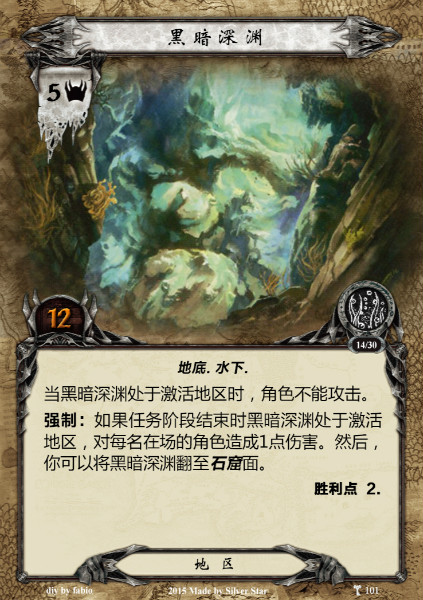 黑暗深渊
5
12
14/30
地底. 水下.
当黑暗深渊处于激活地区时，角色不能攻击。
强制：如果任务阶段结束时黑暗深渊处于激活
地区，对每名在场的角色造成1点伤害。然后，
你可以将黑暗深渊翻至石窟面。
胜利点 2.
地区
diy by fabio
2015 Made by Silver Star
101